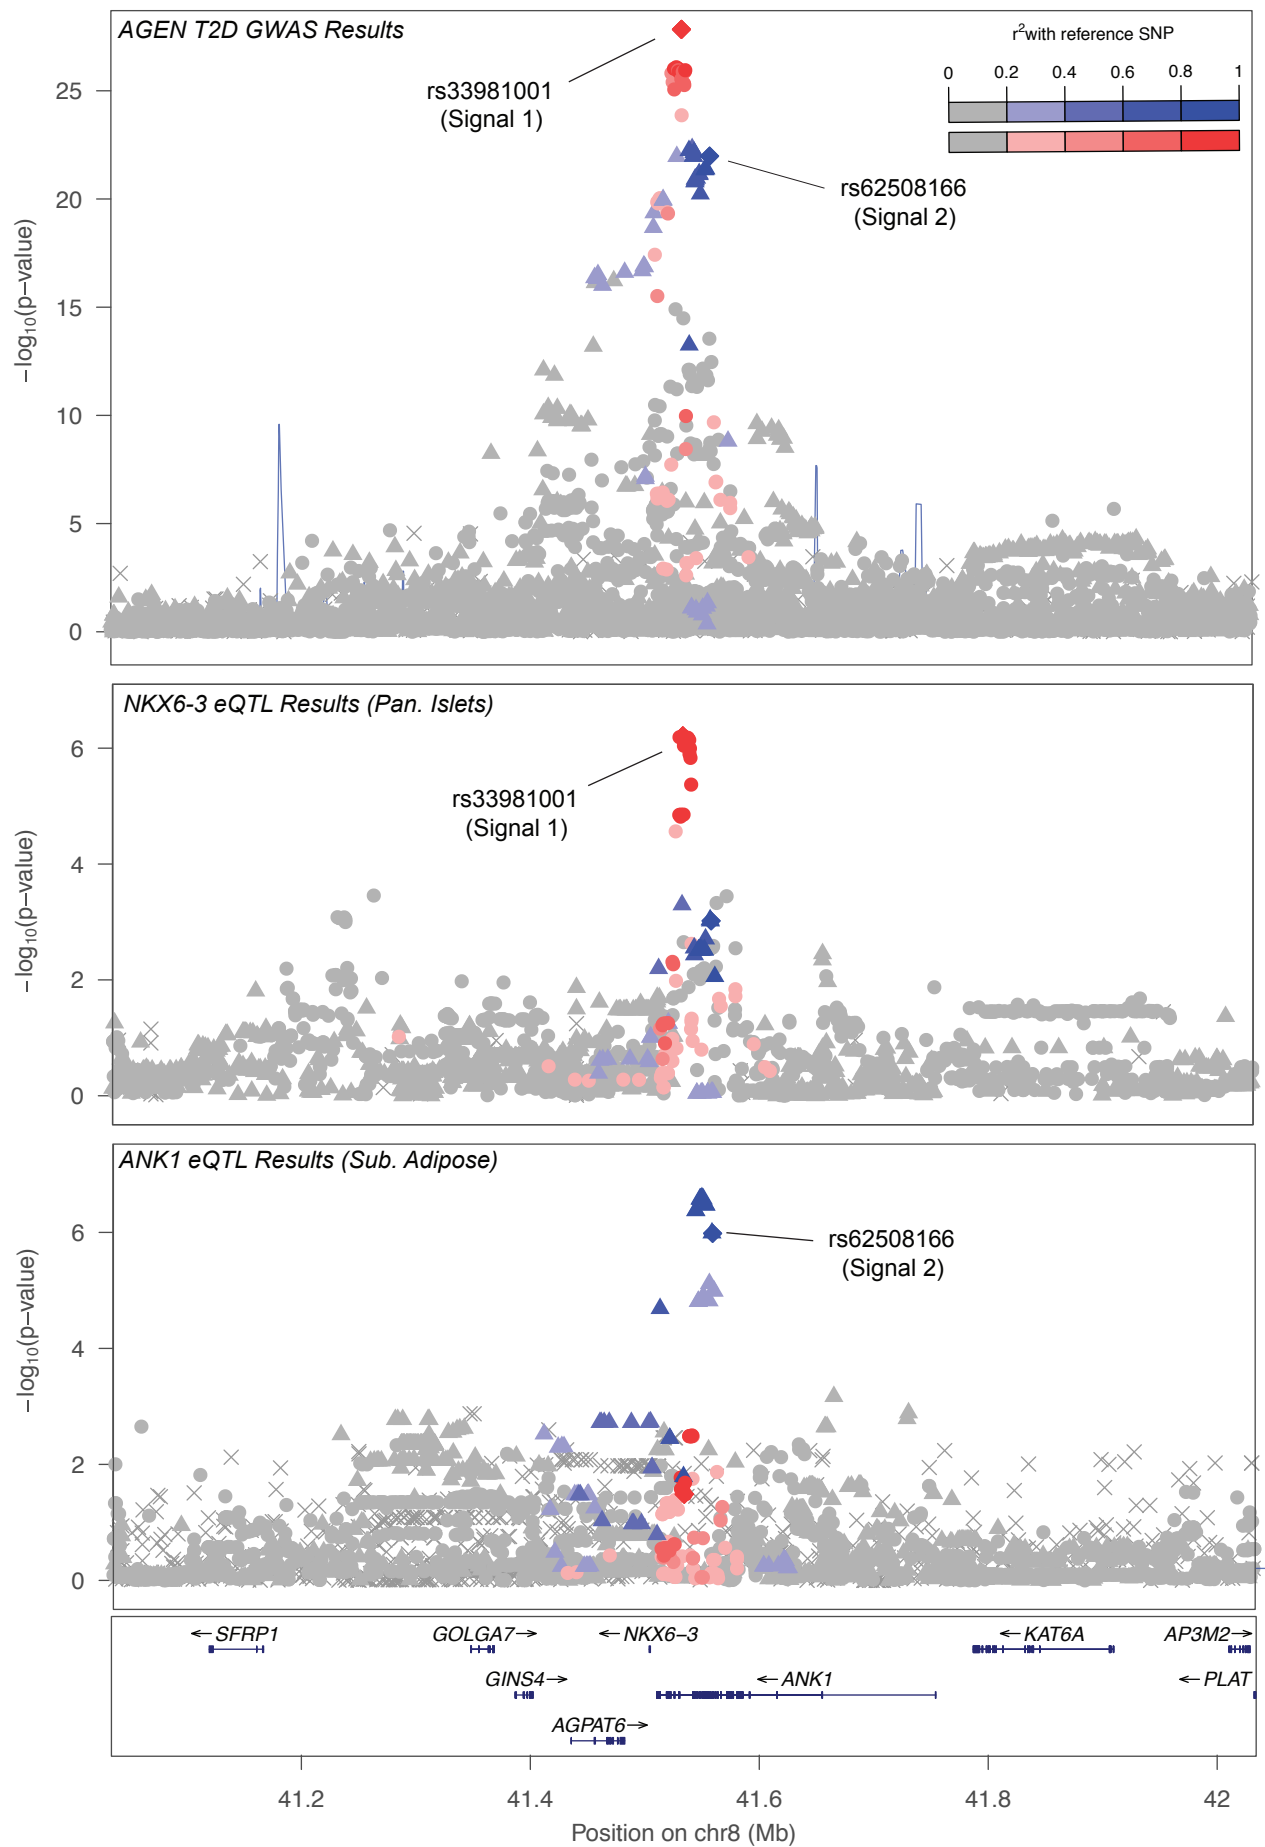 AGEN T2D GWAS Results
r²with reference SNP
0 0.2 0.4 0.6 0.8 1
rs33981001
(Signal 1)
rs62508166
(Signal 2)
25
20
15
10
5
0
−log10(p−value)
NKX6-3 eQTL Results (Pan. Islets)
rs33981001
(Signal 1)
6
4
2
0
−log10(p−value)
ANK1 eQTL Results (Sub. Adipose)
rs62508166
(Signal 2)
6
4
2
0
−log10(p−value)
←SFRP1 GOLGA7→ ←NKX6−3 ←KAT6A AP3M2→
GINS4→ ←ANK1 ←PLAT
AGPAT6→
41.2 41.4 41.6 41.8 42
Position on chr8 (Mb)